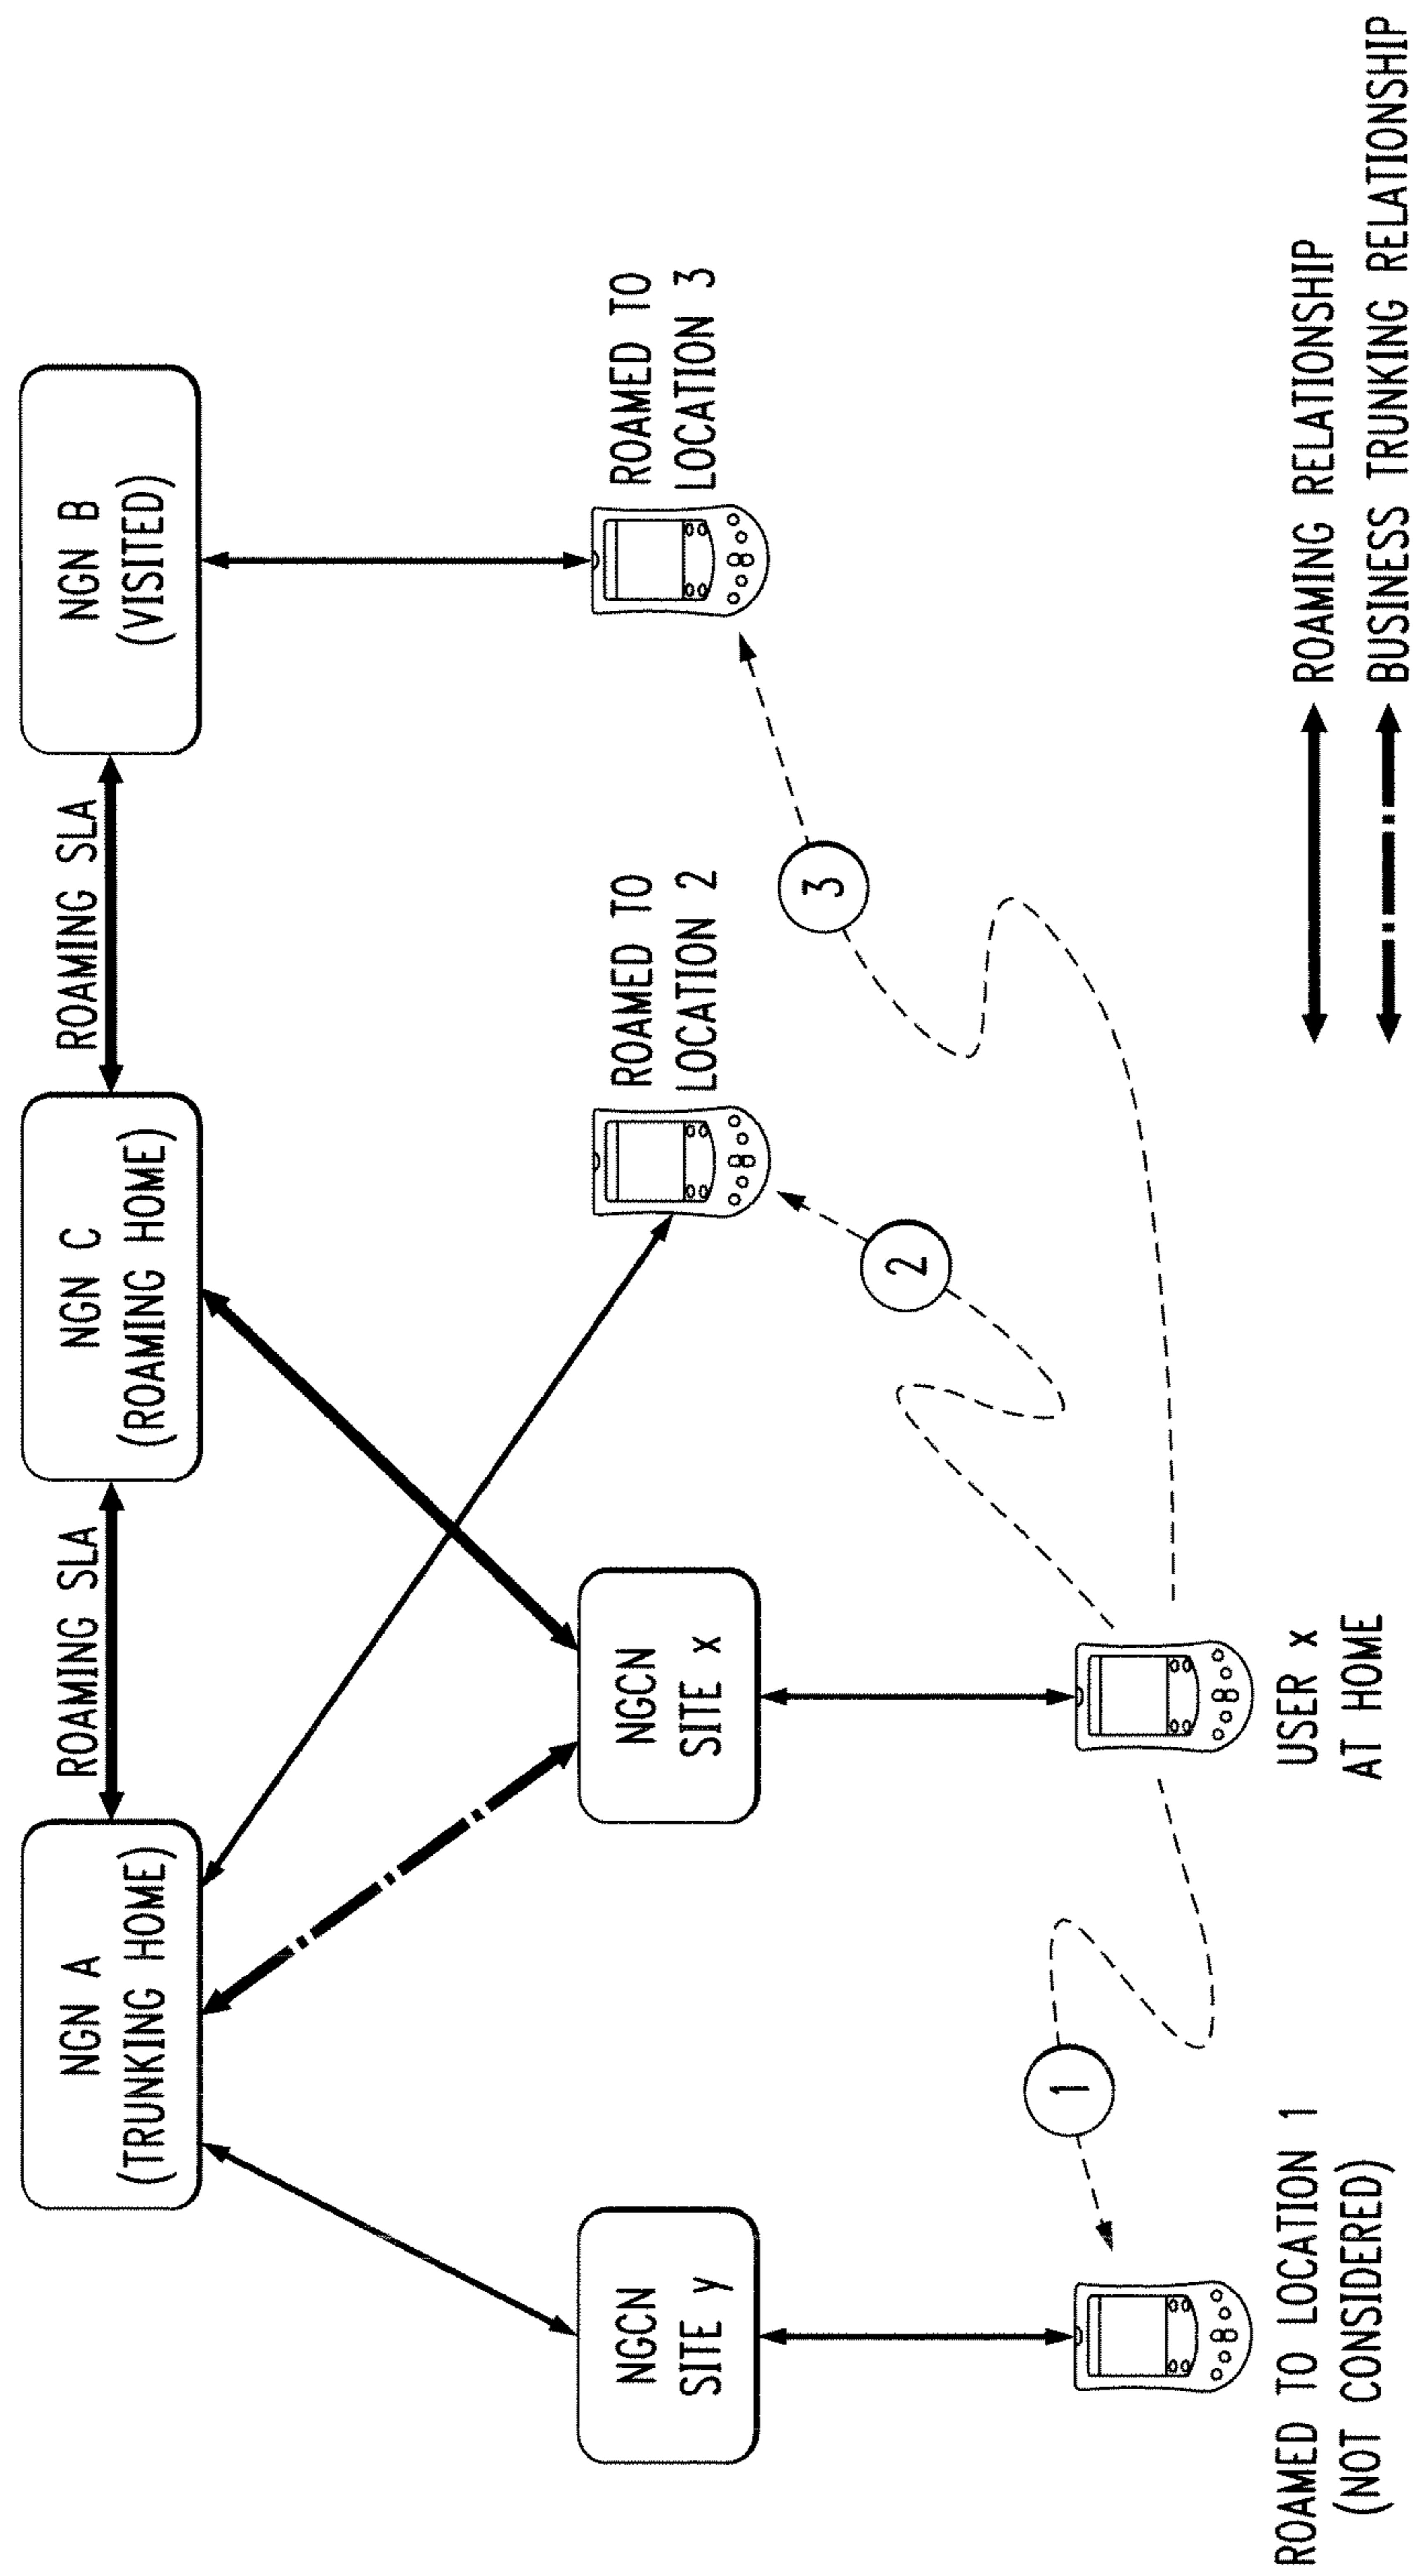 NGN A
(TRUNKING HOME)
ROAMING SLA
NGN C
(ROAMING HOME)
ROAMING SLA
NGN B
(VISITED)
NGCN
SITE y
NGCN
SITE x
ROAMED TO
LOCATION 2
ROAMED TO
LOCATION 3
1
2
3
ROAMED TO LOCATION 1
(NOT CONSIDERED)
USER x
AT HOME
ROAMING RELATIONSHIP
BUSINESS TRUNKING RELATIONSHIP